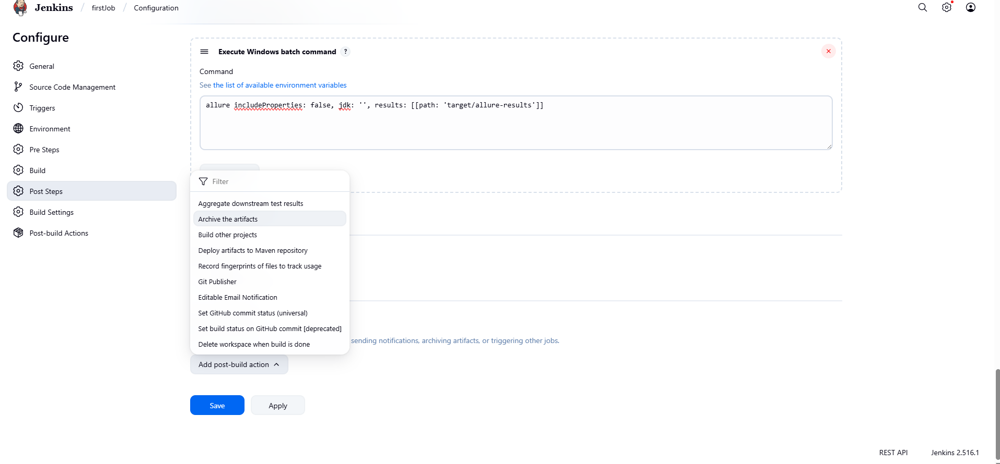 Jenkins / firstJob / Configuration
Configure
General
Source Code Management
Triggers
Environment
Pre Steps
Build
Post Steps
Build Settings
Post-build Actions
Execute Windows batch command ?
Command
See the list of available environment variables
allure includeProperties: false, jdk: '', results: [[path: 'target/allure-results']]
Filter
Aggregate downstream test results
Archive the artifacts
Build other projects
Deploy artifacts to Maven repository
Record fingerprints of files to track usage
Git Publisher
Editable Email Notification
Set GitHub commit status (universal)
Set build status on GitHub commit [deprecated]
Delete workspace when build is done
sending notifications, archiving artifacts, or triggering other jobs.
Add post-build action
Save
Apply
REST API
Jenkins 2.516.1